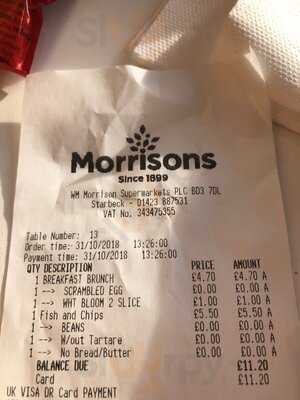 Morrisons
Since 1899
WM Morrison Supermarkets PLC BD3 7DL
Starbeck - 01423 887531
VAT No. 343475355
Table Number: 13
Order time: 31/10/2018 13:26:00
Payment time: 31/10/2018 13:26:00
QTY DESCRIPTION PRICE AMOUNT
1 BREAKFAST BRUNCH £4.70 £4.70 A
1 --> SCRAMBLED EGG £0.00 £0.00 A
1 --> WHT BLOOM 2 SLICE £1.00 £1.00 A
1 Fish and Chips £5.50 £5.50 A
1 --> BEANS £0.00 £0.00 A
1 --> W/out Tartare £0.00 £0.00 A
1 --> No Bread/Butter £0.00 £0.00 A
BALANCE DUE £11.20
Card £11.20
UK VISA DR Card PAYMENT